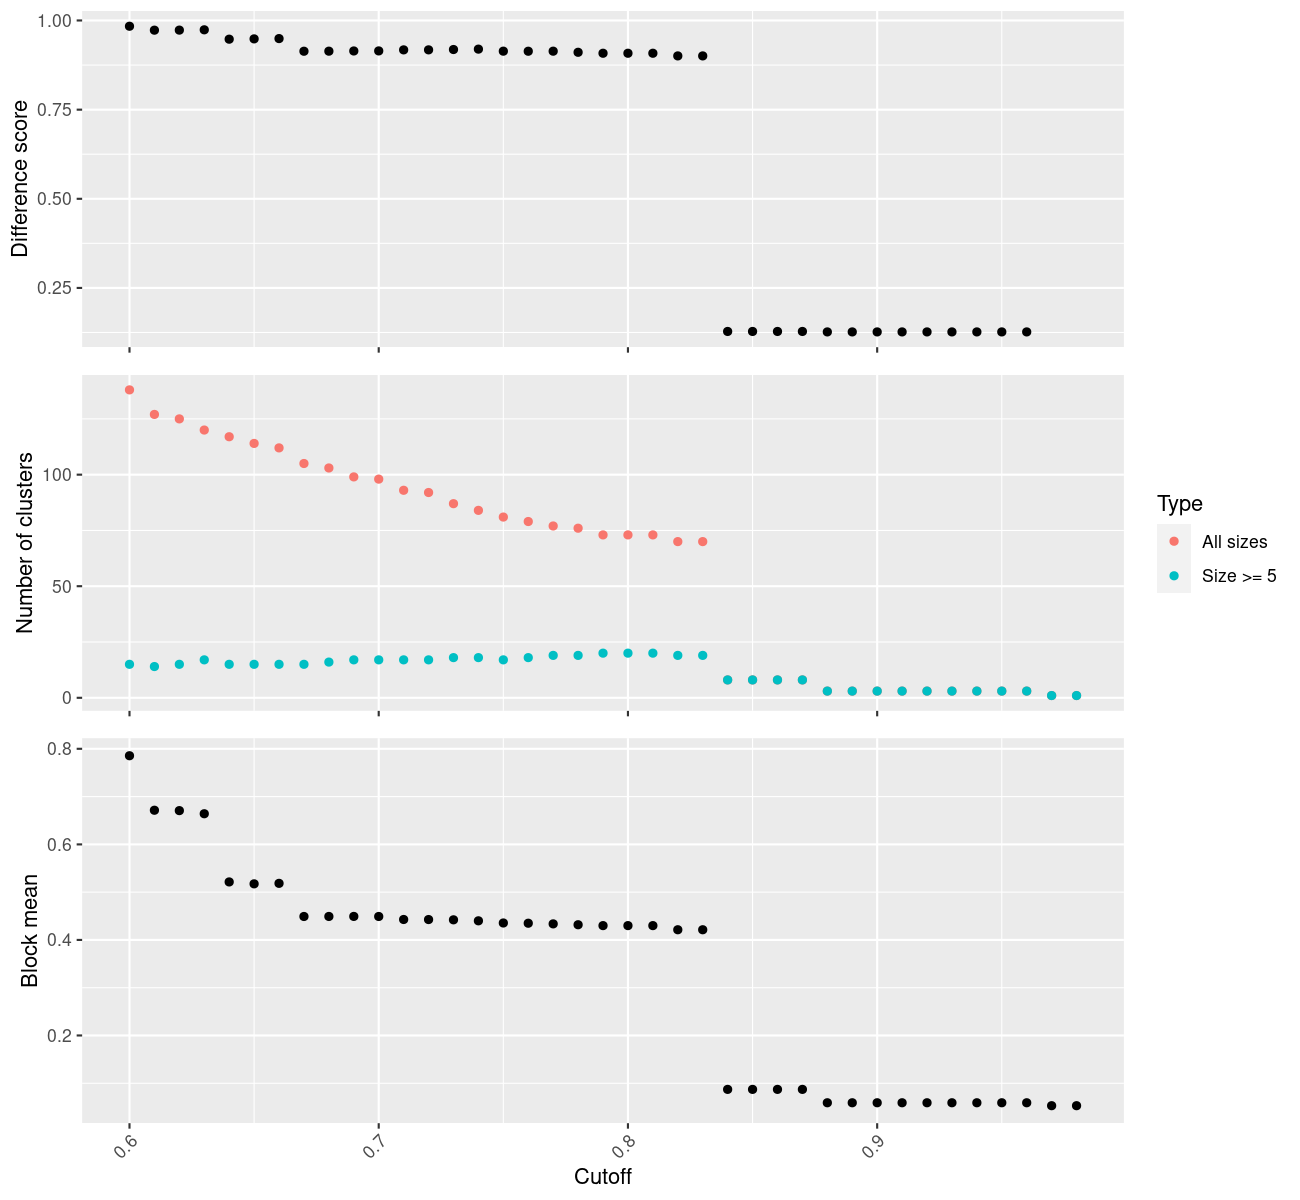 Difference score
1.00
0.75
0.50
0.25
Number of clusters
100
50
0
Type
All sizes
Size >= 5
Block mean
0.8
0.6
0.4
0.2
0.6
0.7
0.8
0.9
Cutoff